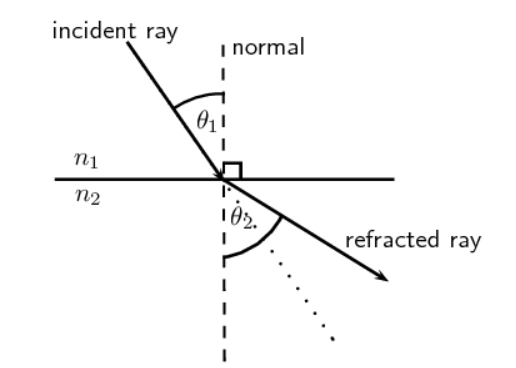 incident ray
normal
θ₁
n₁
n₂
θ₂
refracted ray